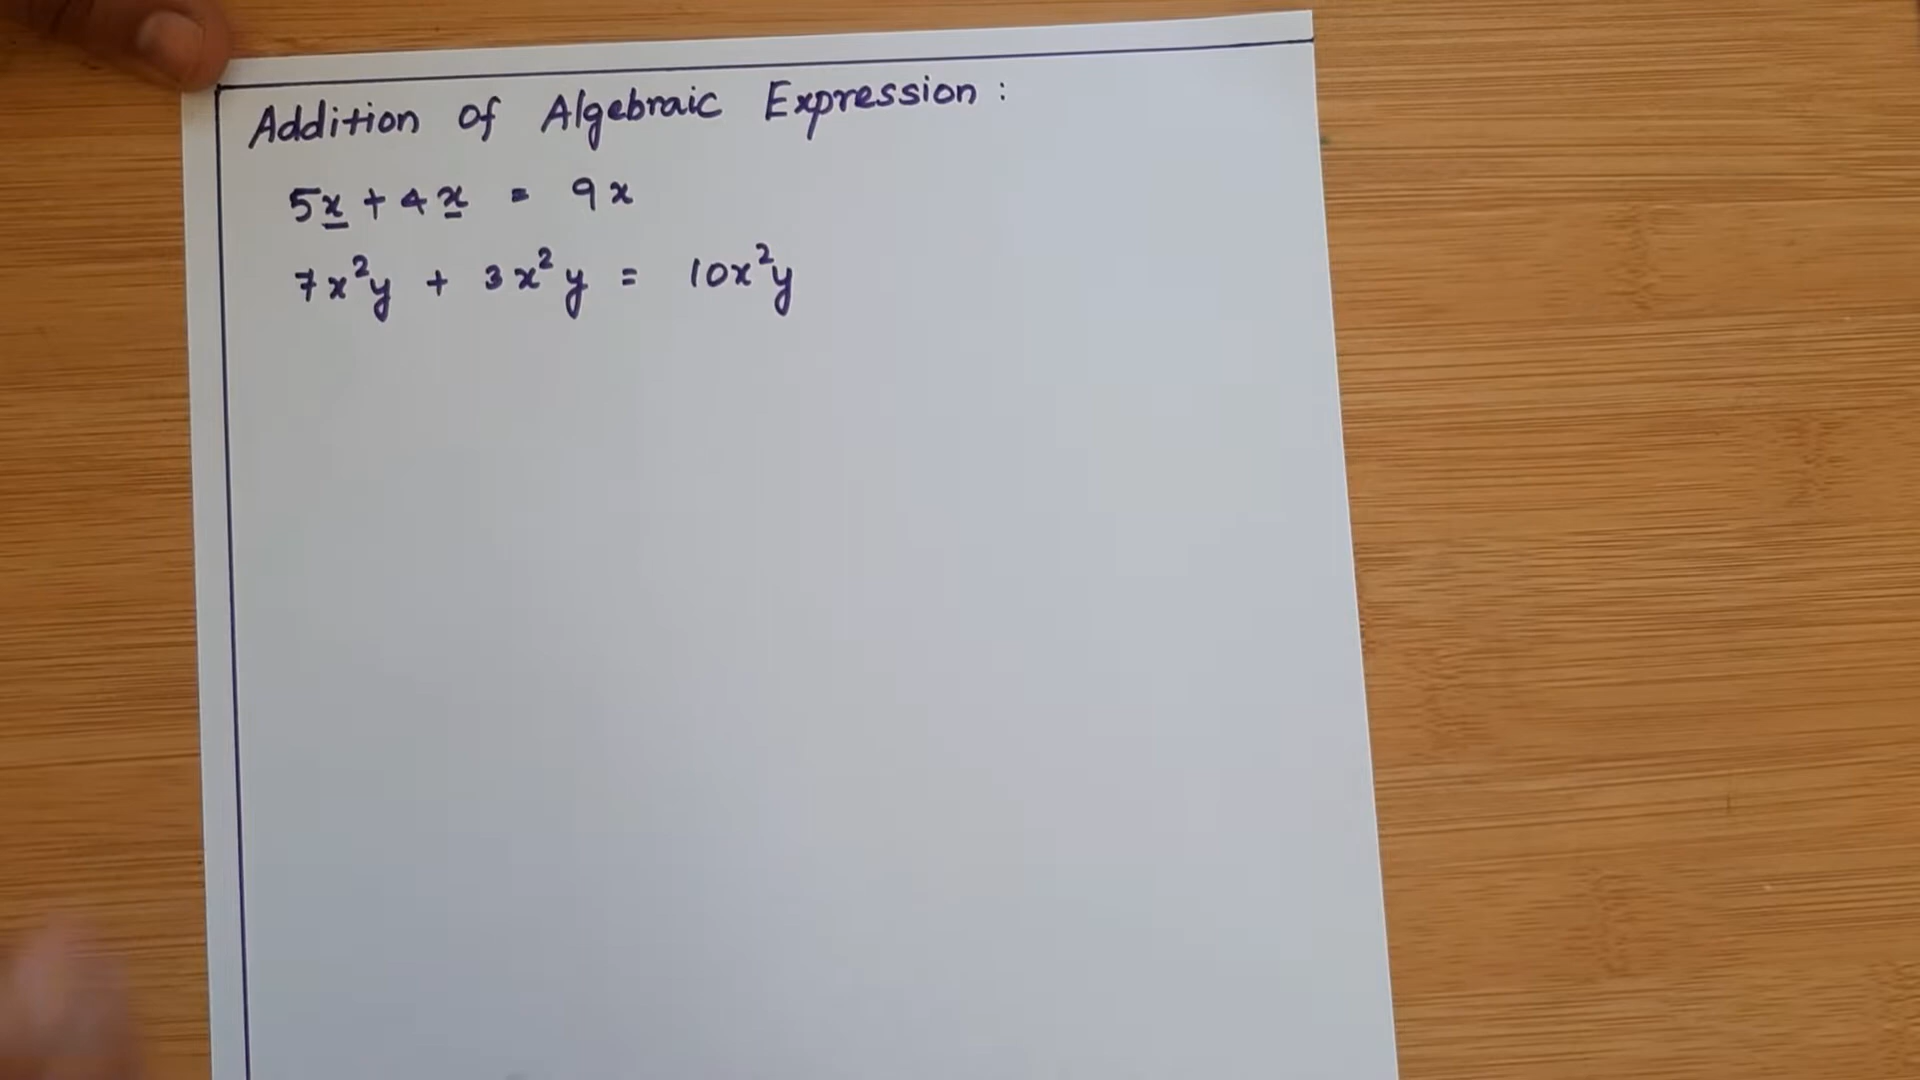 Addition of Algebraic Expression :
5x + 4x = 9x
7x²y + 3x²y = 10x²y